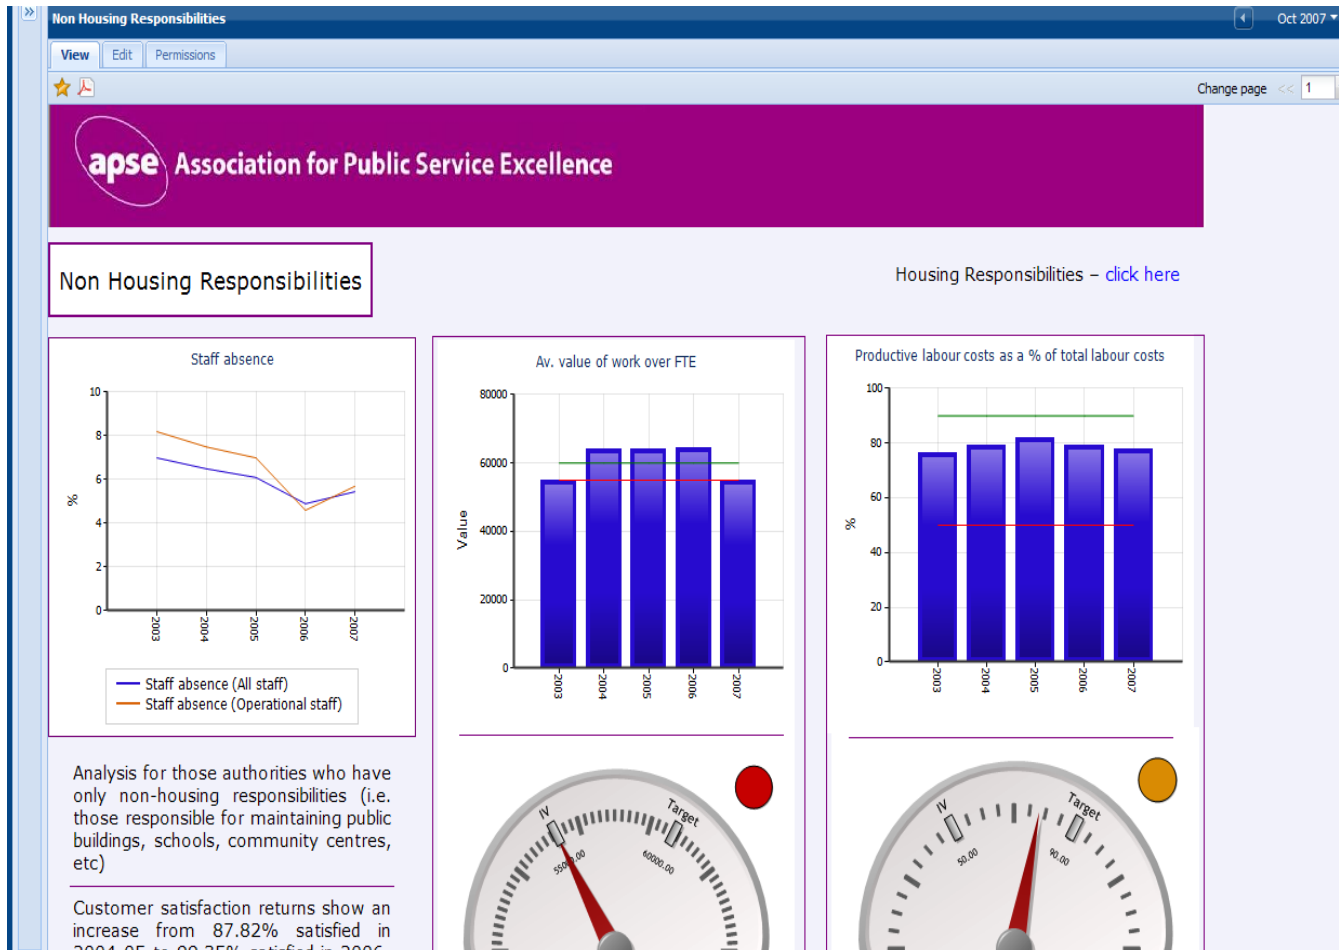 Non Housing Responsibilities
Oct 2007
View
Edit
Permissions
Change page << 1
apse Association for Public Service Excellence
Non Housing Responsibilities
Housing Responsibilities – click here
Staff absence
10
8
6
4
2
0
%
2003
2004
2005
2006
2007
Staff absence (All staff)
Staff absence (Operational staff)
Analysis for those authorities who have
only non-housing responsibilities (i.e.
those responsible for maintaining public
buildings, schools, community centres,
etc)
Customer satisfaction returns show an
increase from 87.82% satisfied in
Av. value of work over FTE
80000
60000
40000
20000
0
Value
2003
2004
2005
2006
2007
IV
Target
55000.00
60000.00
Productive labour costs as a % of total labour costs
100
80
60
40
20
0
%
2003
2004
2005
2006
2007
IV
Target
50.00
90.00